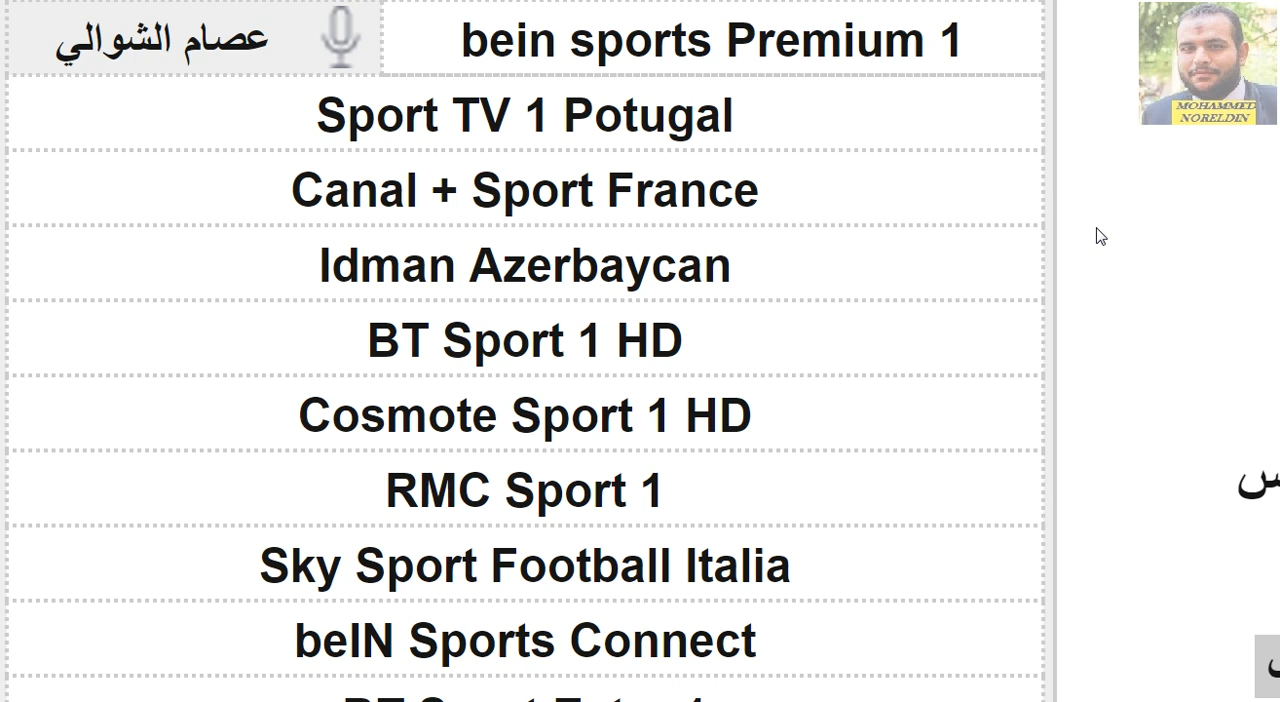 عصام الشوالي
bein sports Premium 1
Sport TV 1 Potugal
Canal + Sport France
Idman Azerbaycan
BT Sport 1 HD
Cosmote Sport 1 HD
RMC Sport 1
Sky Sport Football Italia
beIN Sports Connect
MOHAMMED
NORELDIN